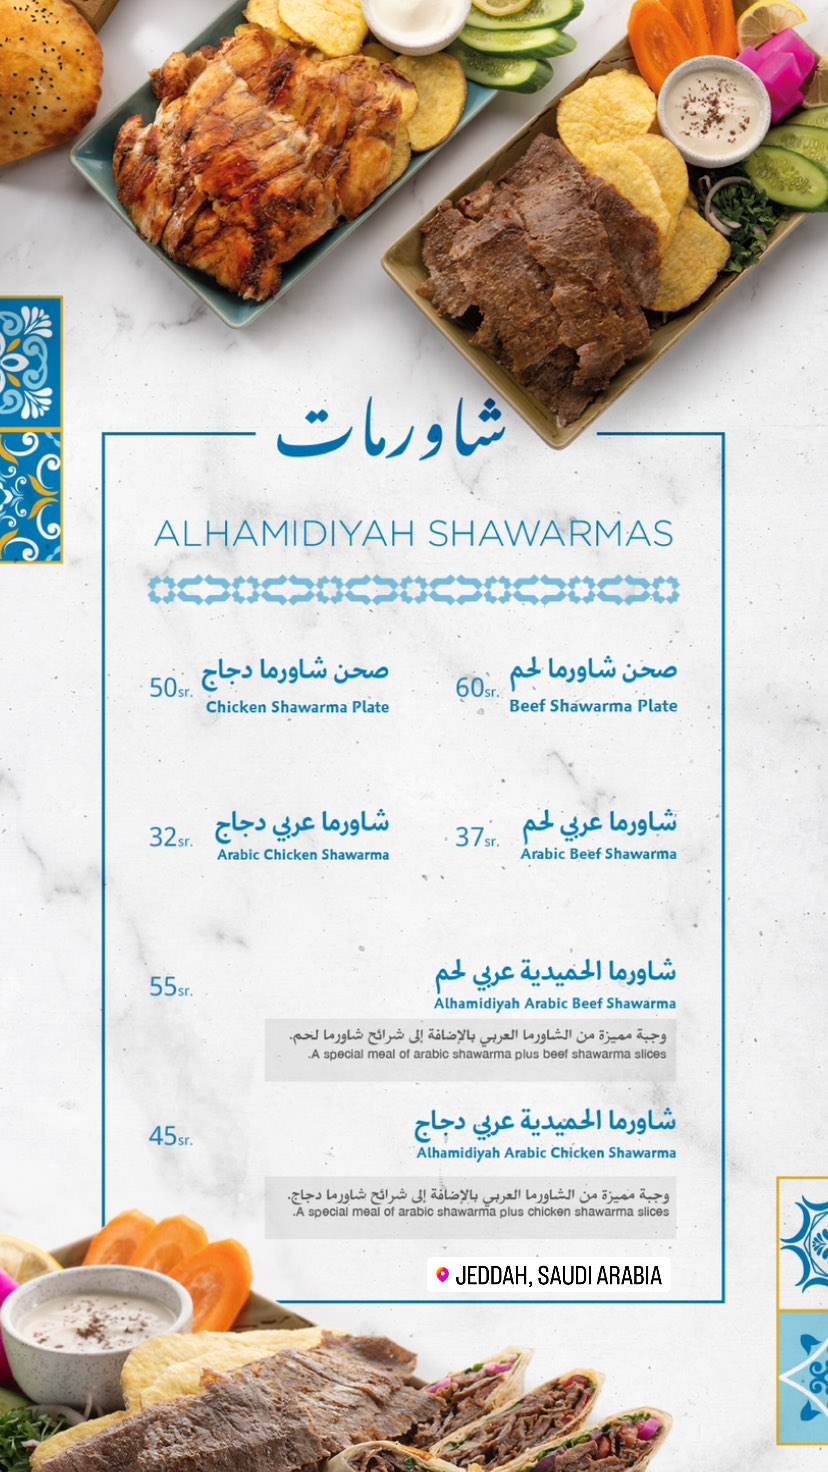 شاورمات
ALHAMIDIYAH SHAWARMAS
صحن شاورما لحم
Beef Shawarma Plate
60sr.
صحن شاورما دجاج
Chicken Shawarma Plate
50sr.
شاورما عربي لحم
Arabic Beef Shawarma
37sr.
شاورما عربي دجاج
Arabic Chicken Shawarma
32sr.
شاورما الحميدية عربي لحم
Alhamidiyah Arabic Beef Shawarma
55sr.
وجبة مميزة من الشاورما العربي بالإضافة إلى شرائح شاورما لحم.
.A special meal of arabic shawarma plus beef shawarma slices
شاورما الحميدية عربي دجاج
Alhamidiyah Arabic Chicken Shawarma
45sr.
وجبة مميزة من الشاورما العربي بالإضافة إلى شرائح شاورما دجاج.
.A special meal of arabic shawarma plus chicken shawarma slices
JEDDAH, SAUDI ARABIA